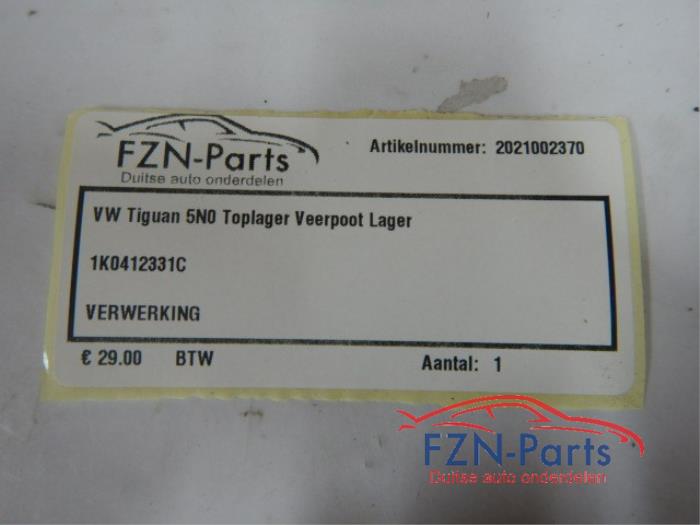 FZN-Parts
Duitse auto onderdelen
Artikelnummer: 2021002370
VW Tiguan 5N0 Toplager Veerpoot Lager
1K0412331C
VERWERKING
€ 29.00 BTW
Aantal: 1
FZN-Parts
Duitse auto onderdelen